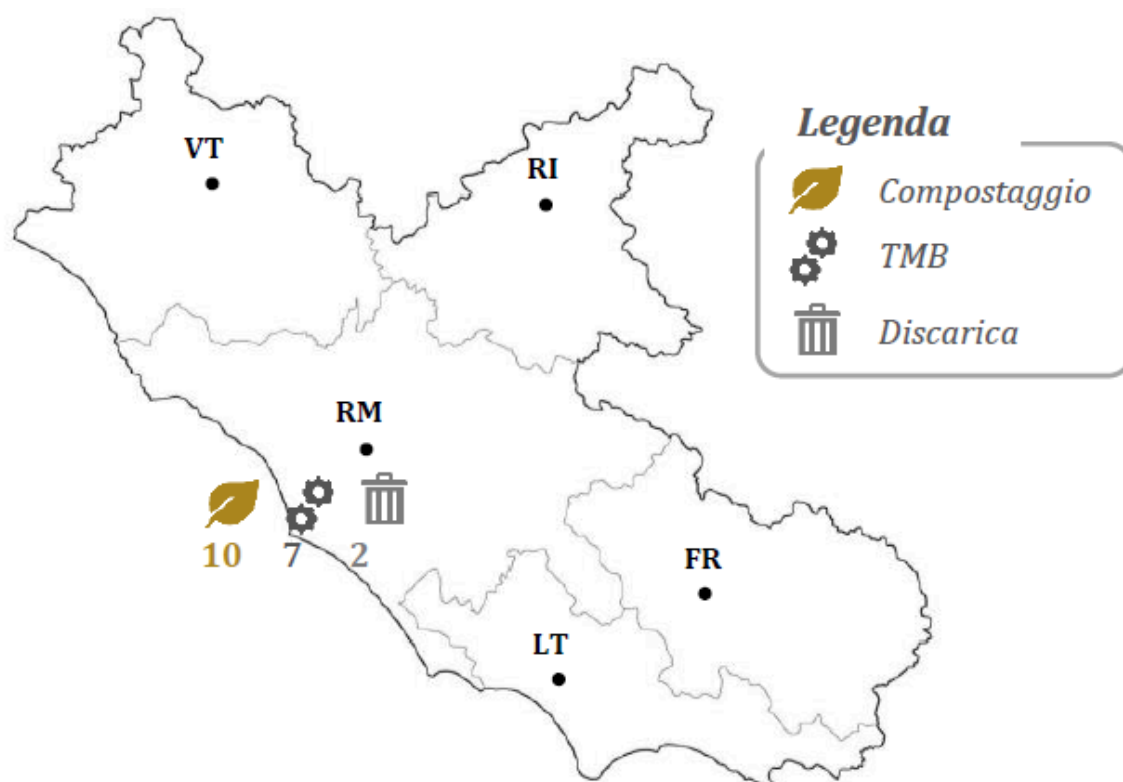 Legenda
VT
RI
Compostaggio
TMB
Discarica
RM
10 7 2
FR
LT